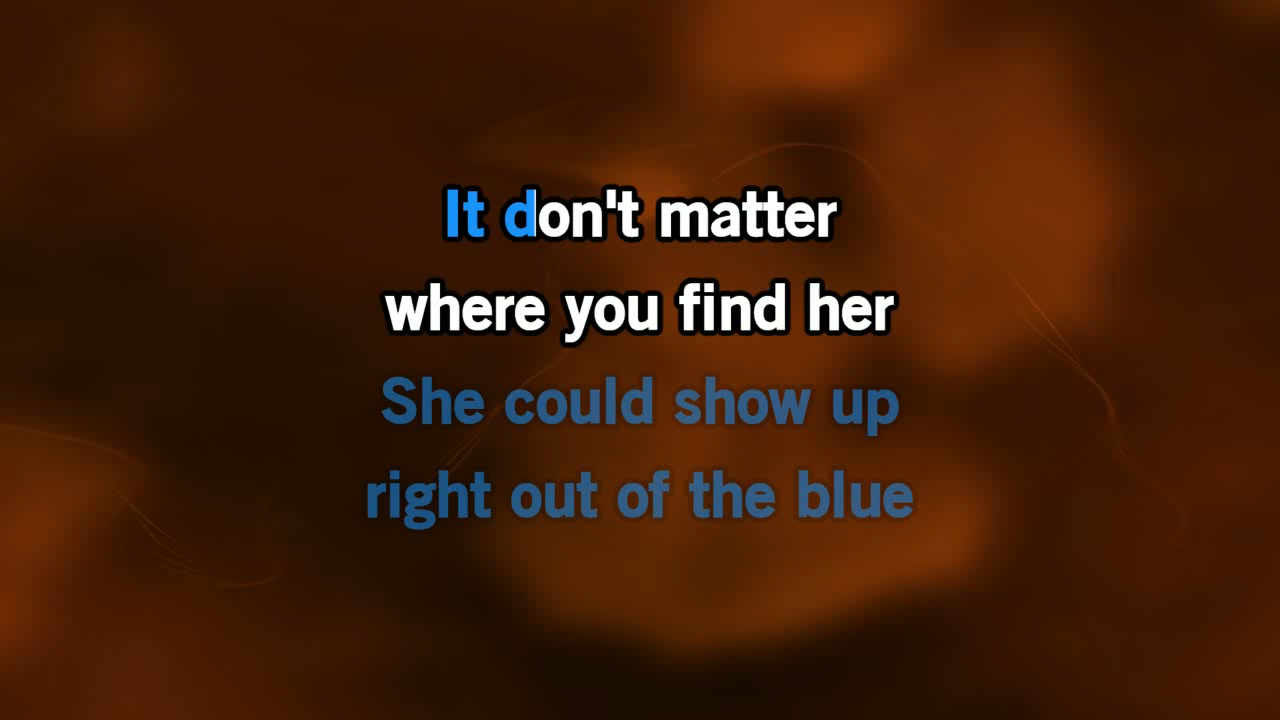 It don't matter
where you find her
She could show up
right out of the blue